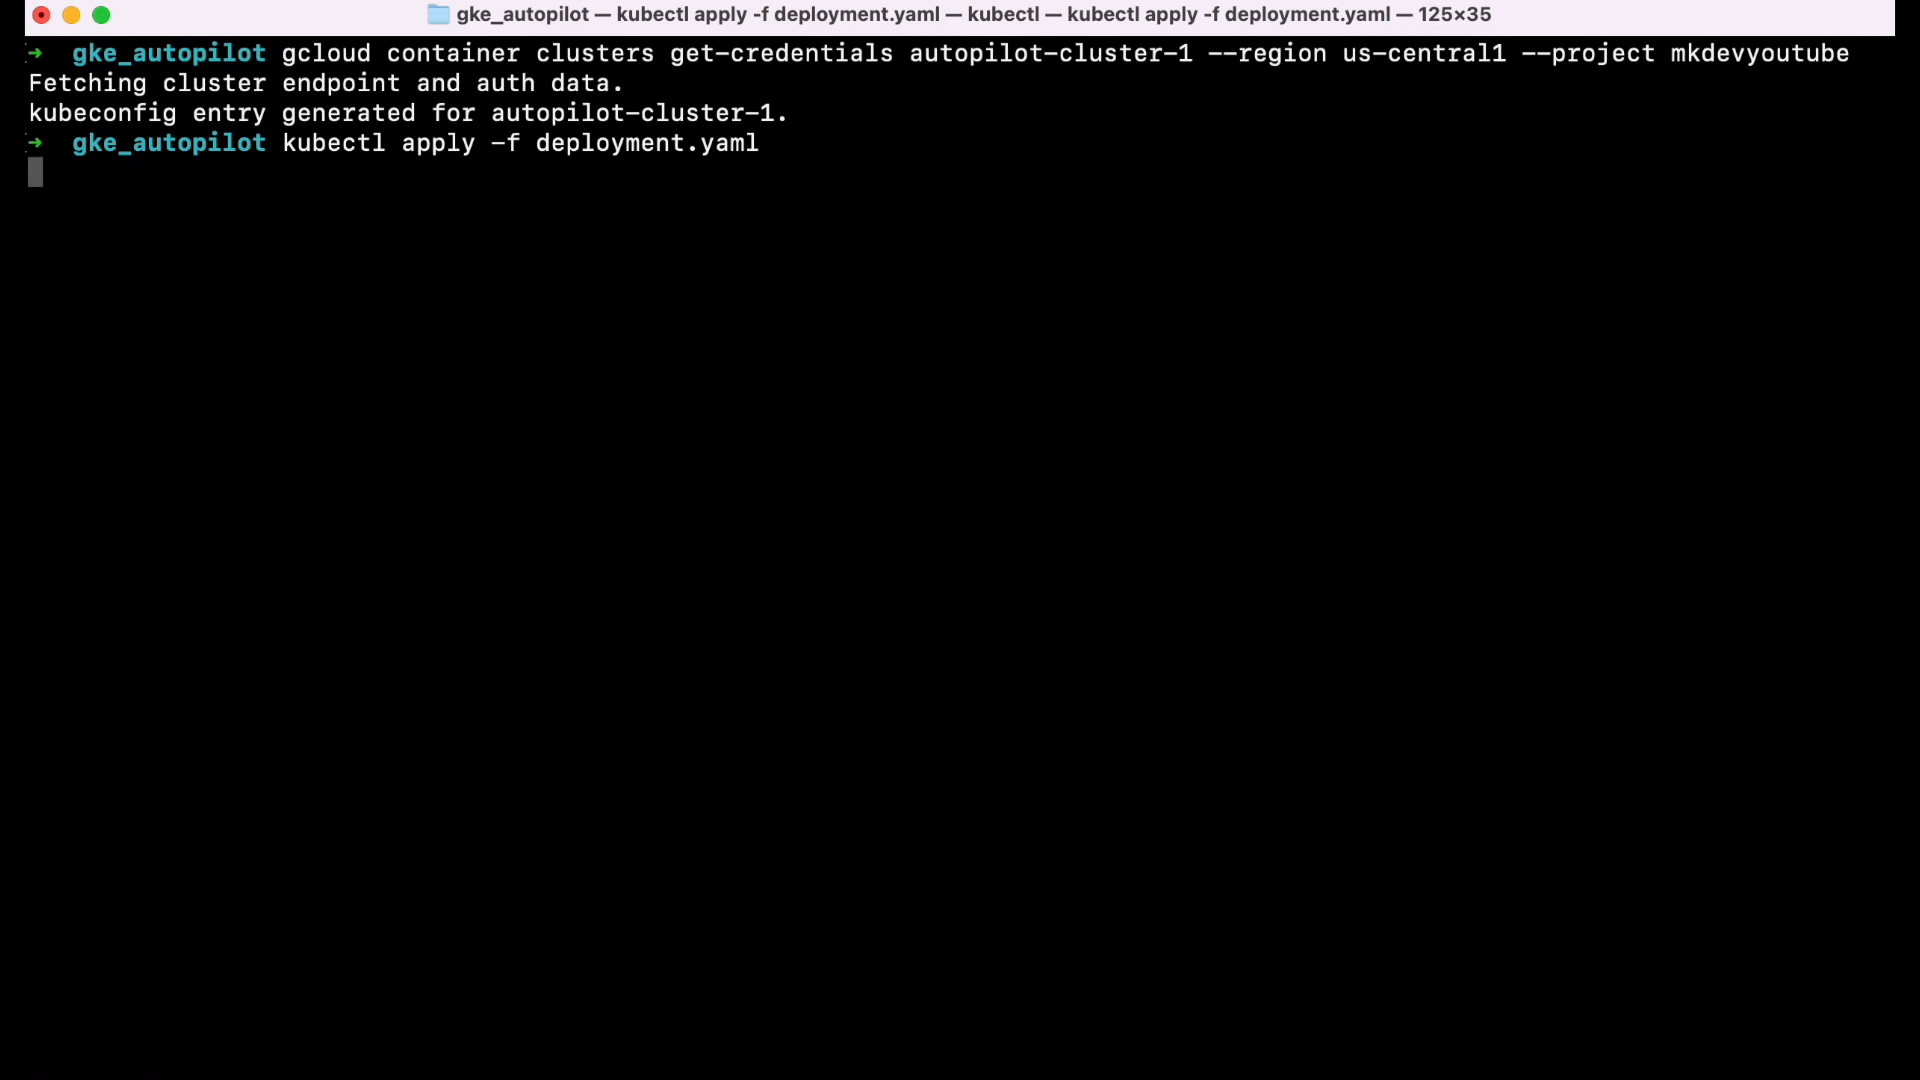 gke_autopilot — kubectl apply -f deployment.yaml — kubectl — kubectl apply -f deployment.yaml — 125×35
➜ gke_autopilot gcloud container clusters get-credentials autopilot-cluster-1 --region us-central1 --project mkdevyoutube
Fetching cluster endpoint and auth data.
kubeconfig entry generated for autopilot-cluster-1.
➜ gke_autopilot kubectl apply -f deployment.yaml